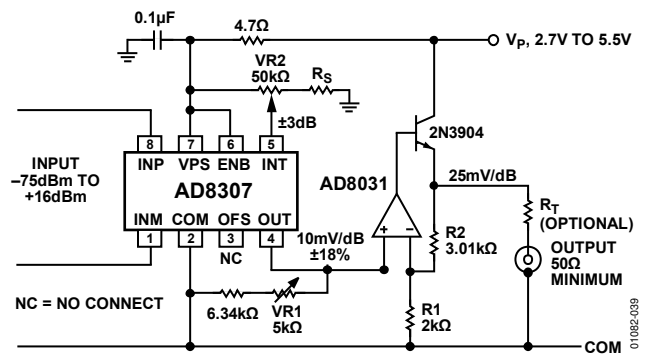 0.1µF
4.7Ω
V_P, 2.7V TO 5.5V
VR2
50kΩ
R_S
±3dB
2N3904
8
7
6
5
INP
VPS
ENB
INT
INPUT
–75dBm TO
+16dBm
AD8307
AD8031
25mV/dB
INM
COM
OFS
OUT
1
2
3
4
NC
10mV/dB
±18%
+
–
R2
3.01kΩ
R_T
(OPTIONAL)
OUTPUT
50Ω
MINIMUM
NC = NO CONNECT
6.34kΩ
VR1
5kΩ
R1
2kΩ
COM
01082-039